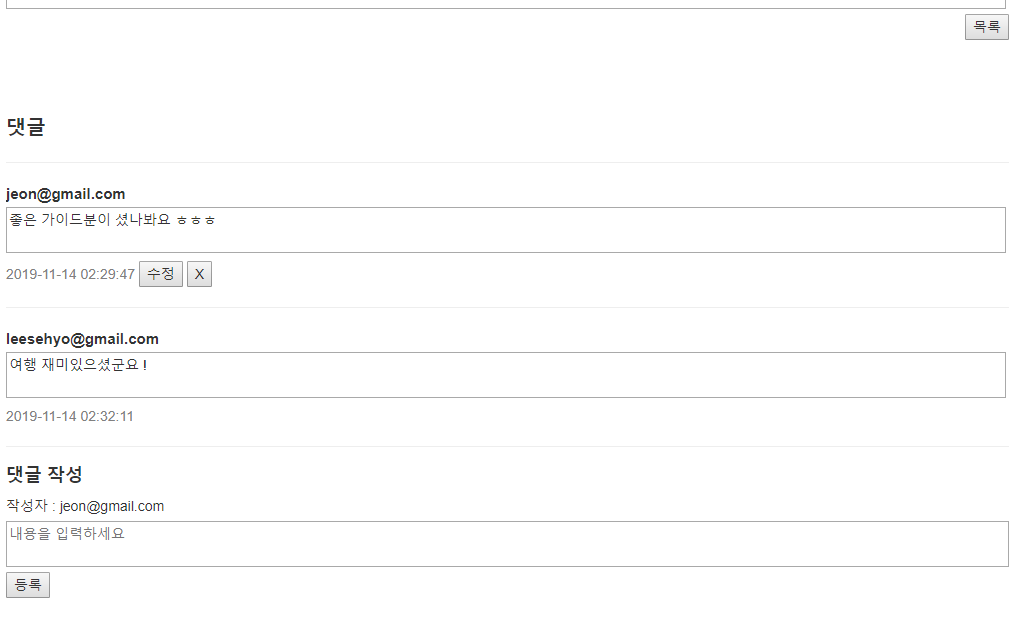 목록
댓글
jeon@gmail.com
좋은 가이드분이 셨나봐요 ㅎㅎㅎ
2019-11-14 02:29:47 수정 X
leesehyo@gmail.com
여행 재미있으셨군요 !
2019-11-14 02:32:11
댓글 작성
작성자 : jeon@gmail.com
내용을 입력하세요
등록